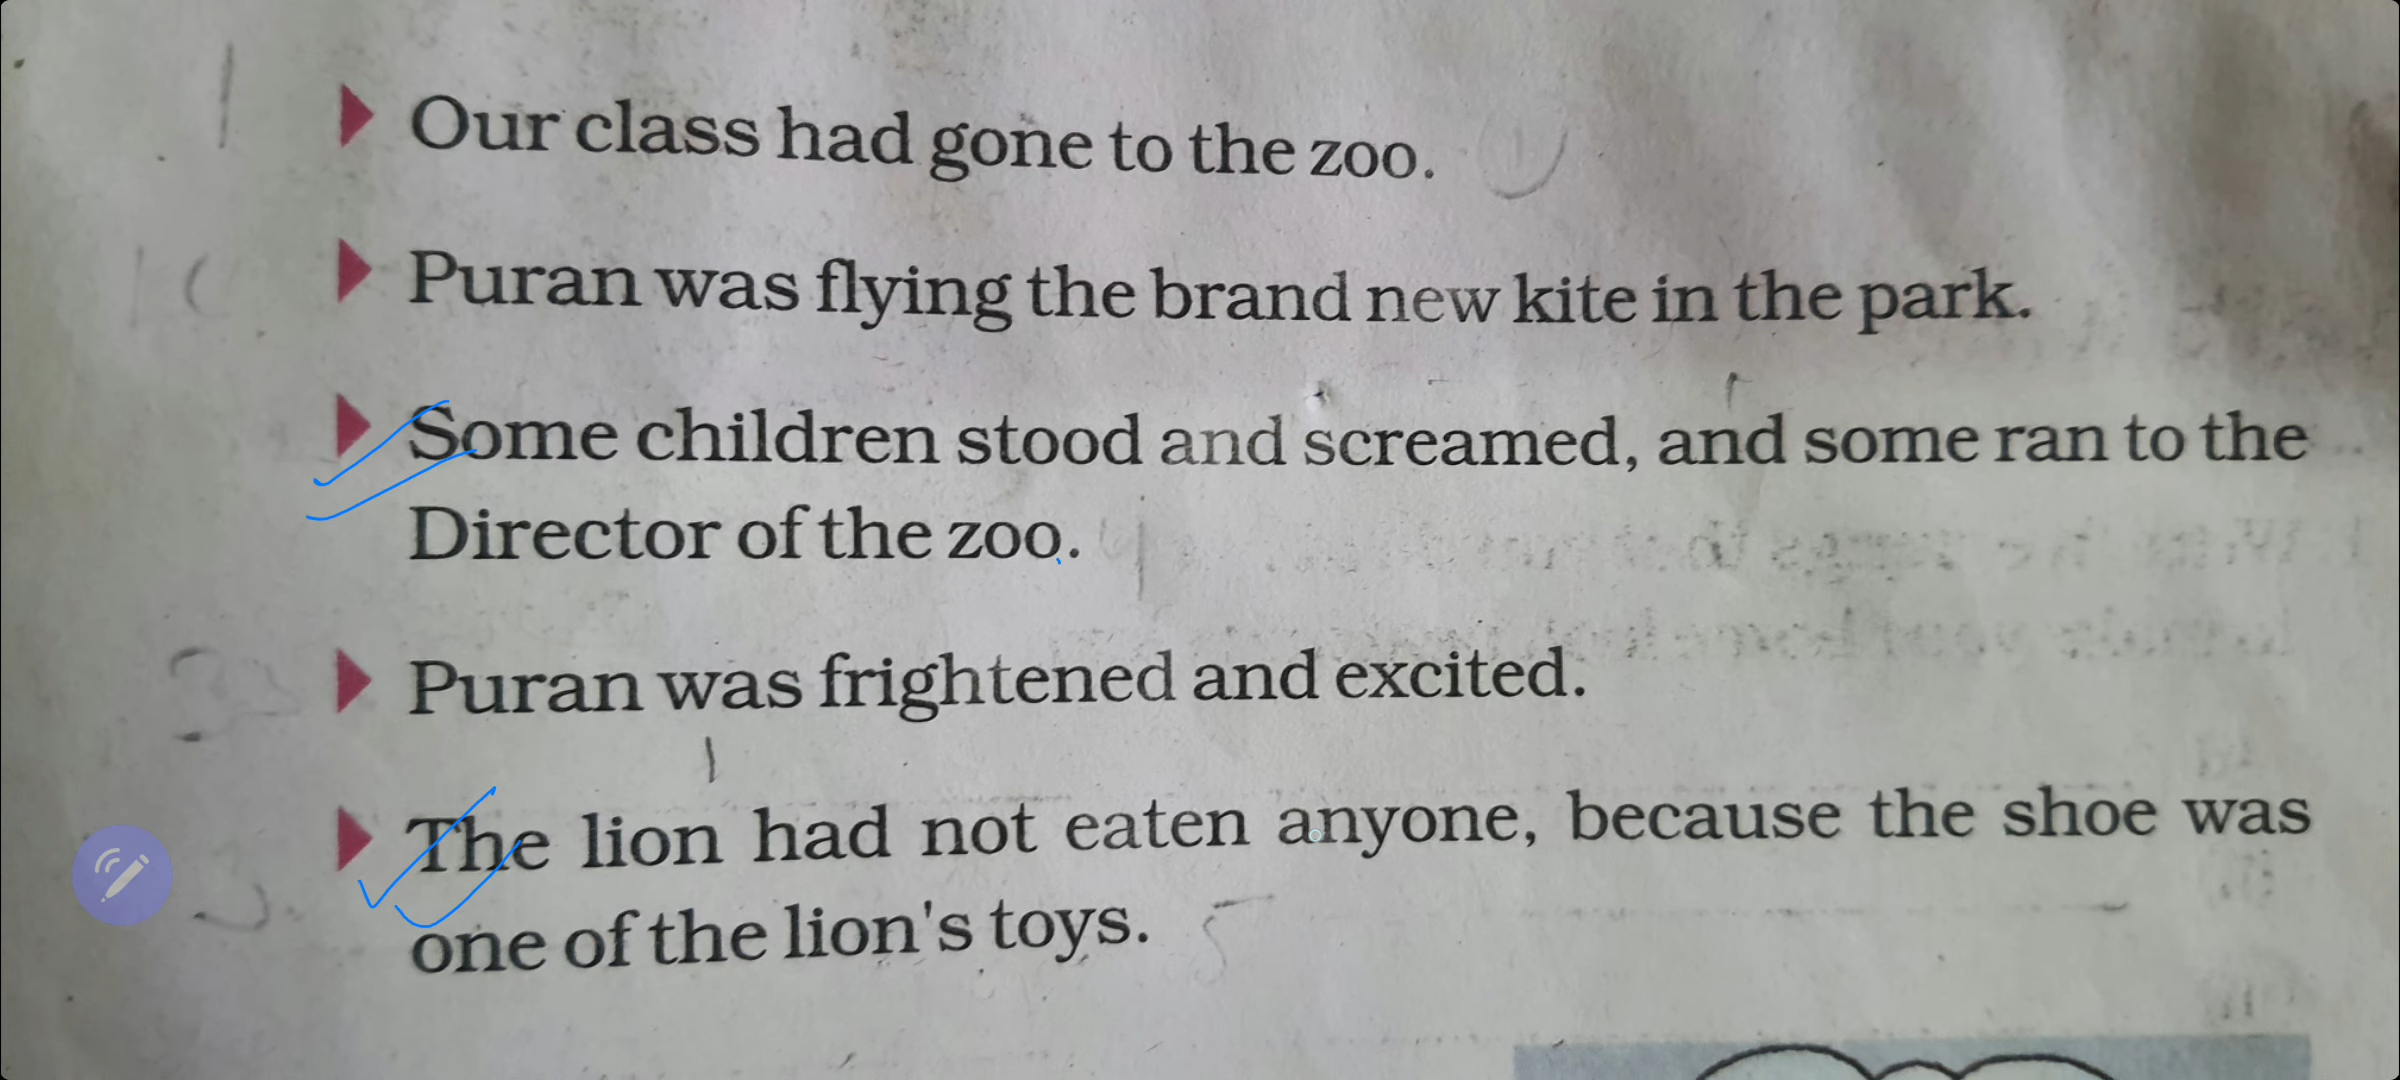 Our class had gone to the zoo.
Puran was flying the brand new kite in the park.
Some children stood and screamed, and some ran to the
Director of the zoo.
Puran was frightened and excited.
The lion had not eaten anyone, because the shoe was
one of the lion's toys.